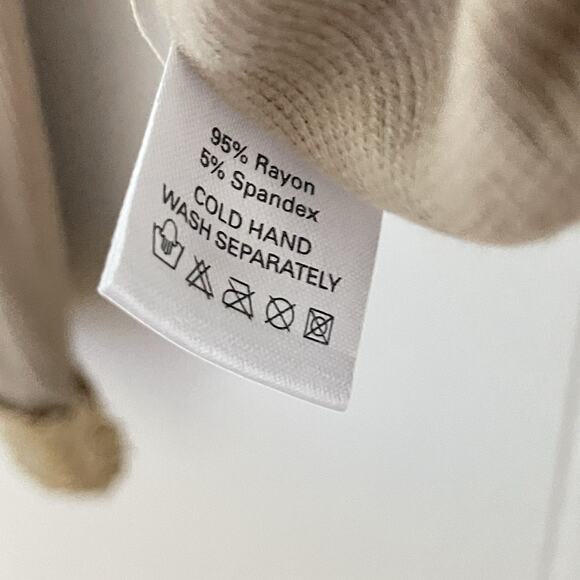 95% Rayon
5% Spandex
COLD HAND
WASH SEPARATELY